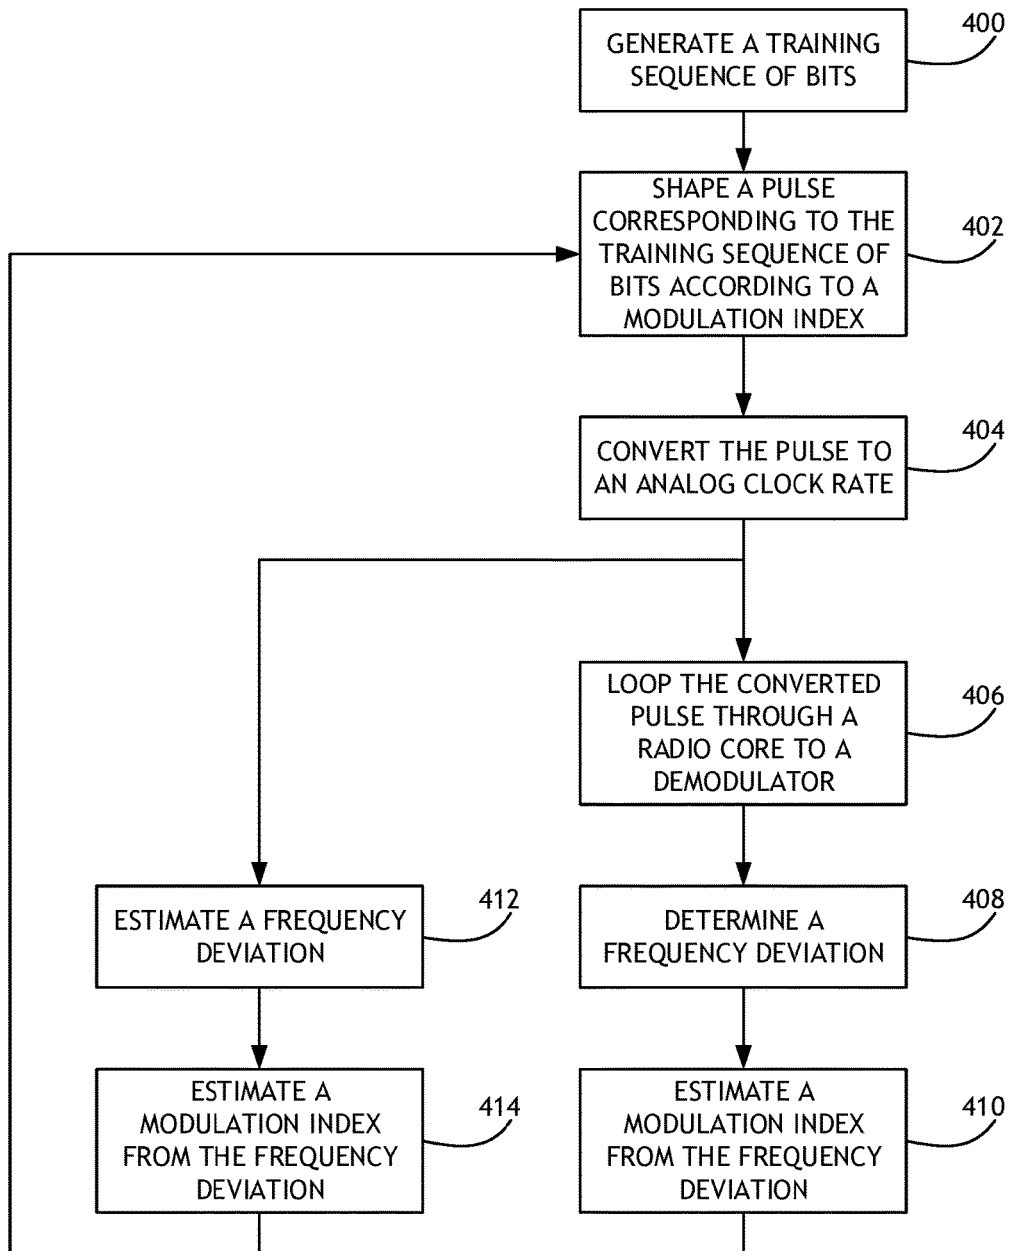 GENERATE A TRAINING
SEQUENCE OF BITS
400
SHAPE A PULSE
CORRESPONDING TO THE
TRAINING SEQUENCE OF
BITS ACCORDING TO A
MODULATION INDEX
402
CONVERT THE PULSE TO
AN ANALOG CLOCK RATE
404
LOOP THE CONVERTED
PULSE THROUGH A
RADIO CORE TO A
DEMODULATOR
406
ESTIMATE A FREQUENCY
DEVIATION
412
DETERMINE A
FREQUENCY DEVIATION
408
ESTIMATE A
MODULATION INDEX
FROM THE FREQUENCY
DEVIATION
414
ESTIMATE A
MODULATION INDEX
FROM THE FREQUENCY
DEVIATION
410